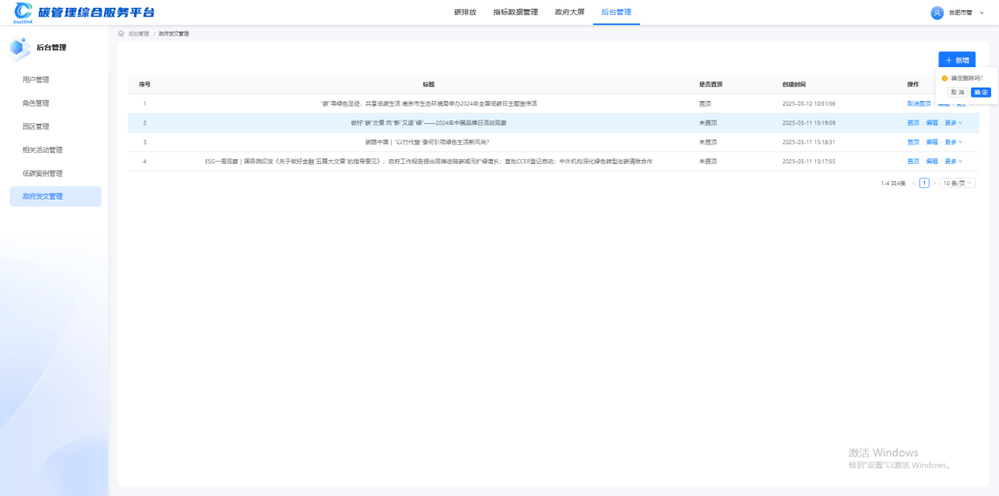 碳管理综合服务平台
bestlink
碳排放 指标数据管理 政府大屏 后台管理
合肥市管
后台管理
后台管理 / 政府发文管理
用户管理
角色管理
园区管理
相关活动管理
低碳案例管理
政府发文管理
+ 新增
确定删除吗?
取 消 确 定
序号 标题 是否置顶 创建时间 操作
1 “碳”寻绿色足迹，共享低碳生活 南京市生态环境局举办2024年全国低碳日主题宣传活 置顶 2025-03-12 10:51:56 取消置顶 编辑 更多
2 做好“碳”文章 向“新”又逐“绿”——2024年中国品牌日活动观察 未置顶 2025-03-11 15:19:09 置顶 编辑 更多
3 碳路中国 | “以竹代塑”缘何引领绿色生活新风尚? 未置顶 2025-03-11 15:18:31 置顶 编辑 更多
4 ESG一周观察 | 国务院印发《关于做好金融“五篇大文章”的指导意见》；政府工作报告提出同推进降碳减污扩绿增长；首批CCER登记启动；中外机构深化绿色转型与碳清除合作 未置顶 2025-03-11 15:17:55 置顶 编辑 更多
1-4 共4条 < 1 > 10 条/页
激活 Windows
转到“设置”以激活 Windows。